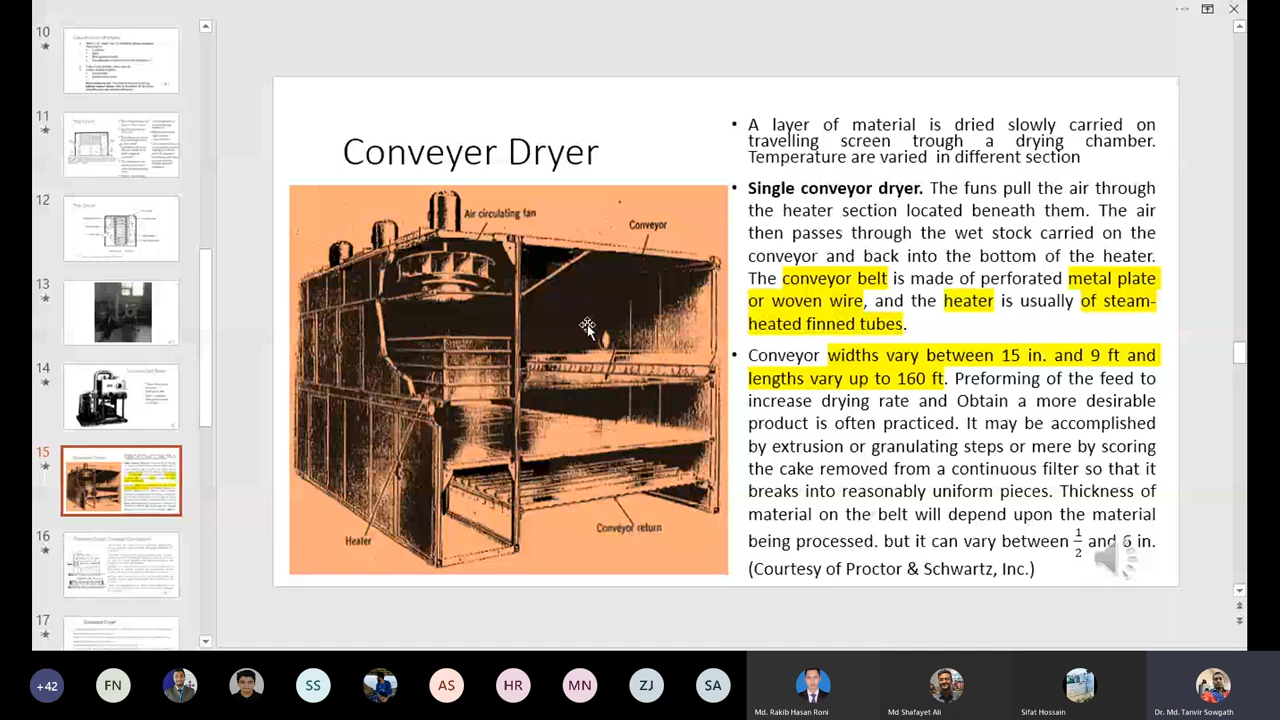 10
11
12
13
14
15
16
17
Conveyer Dryer
Air circulating fan
Conveyor
Heater
Conveyor return
• A later material is dried slowly carried on
travelling screen trough a drying chamber.
Temperature are varied in different section
• Single conveyor dryer. The funs pull the air through
the heater section located beneath them. The air
then passes through the wet stock carried on the
conveyor and back into the bottom of the heater.
The conveyor belt is made of perforated metal plate
or woven wire, and the heater is usually of steam-
heated finned tubes.
• Conveyor widths vary between 15 in. and 9 ft and
lengths vary up to 160 ft. Preforming of the feed to
increase drying rate and Obtain a more desirable
product is often practiced. It may be accomplished
by extrusion or granulating steps or mere by scoring
the cake removed from a continuous filter so that it
breaks into reasonably uniform pieces. Thickness of
material on the belt will depend upon the material
being handled but it can vary between 1/2 and 6 in.
(Courtesy of Proctor & Schwartz, Inc.)
Conveyer Dryer
+42
FN
SS
AS
HR
MN
ZJ
SA
Md. Rakib Hasan Roni
Md Shafayet Ali
Sifat Hossain
Dr. Md. Tanvir Sowgath